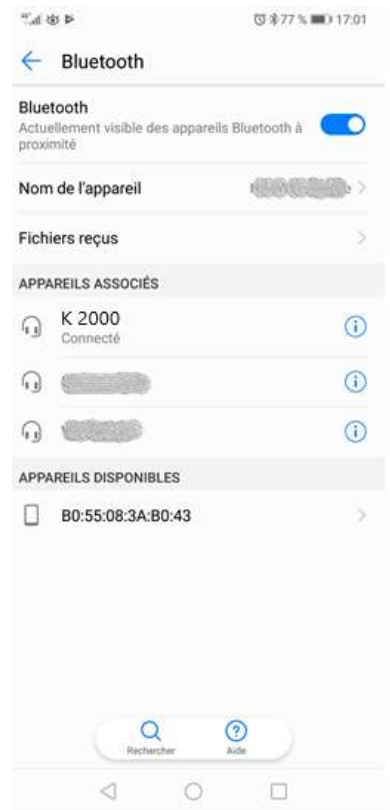 77 % 17:01
Bluetooth
Bluetooth
Actuellement visible des appareils Bluetooth à
proximité
Nom de l'appareil
Fichiers reçus
APPAREILS ASSOCIÉS
K 2000
Connecté
APPAREILS DISPONIBLES
B0:55:08:3A:B0:43
Rechercher Aide